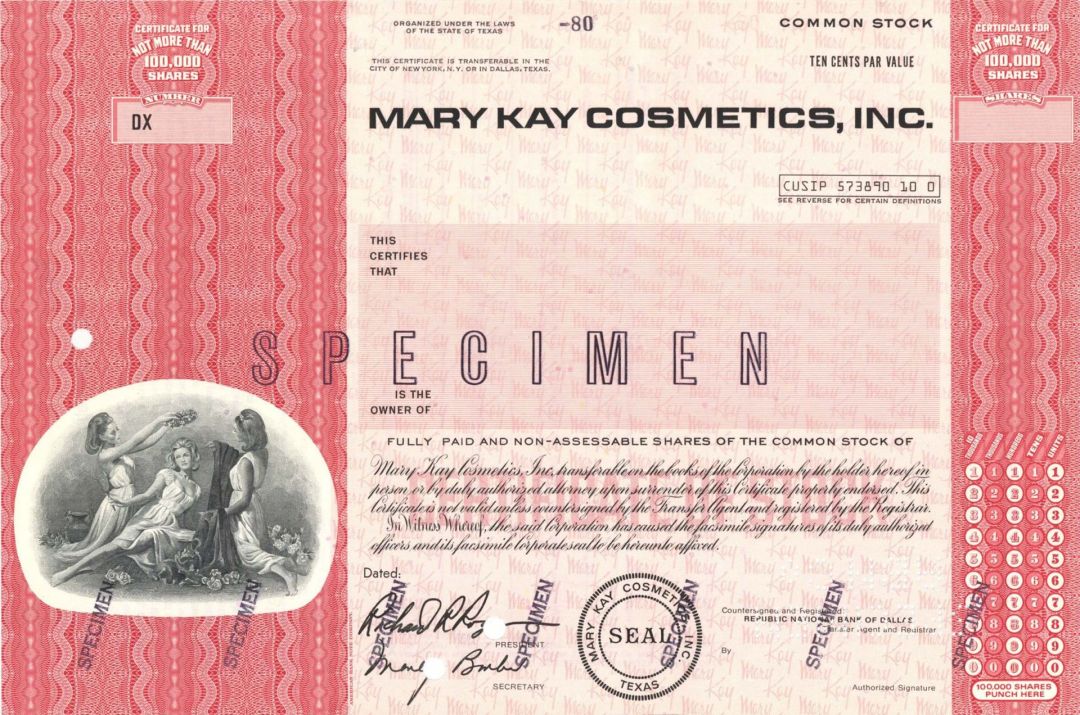 CERTIFICATE FOR
NOT MORE THAN
100,000
SHARES
NUMBER
DX
ORGANIZED UNDER THE LAWS
OF THE STATE OF TEXAS
-80
COMMON STOCK
THIS CERTIFICATE IS TRANSFERABLE IN THE
CITY OF NEW YORK, N.Y. OR IN DALLAS, TEXAS.
TEN CENTS PAR VALUE
MARY KAY COSMETICS, INC.
CERTIFICATE FOR
NOT MORE THAN
100,000
SHARES
SHARES
CUSIP 573890 10 0
SEE REVERSE FOR CERTAIN DEFINITIONS
THIS
CERTIFIES
THAT
SPECIMEN
IS THE
OWNER OF
FULLY PAID AND NON-ASSESSABLE SHARES OF THE COMMON STOCK OF
Mary Kay Cosmetics, Inc., transferable on the books of the Corporation by the holder hereof in
person or by duly authorized attorney upon surrender of this Certificate properly endorsed. This
Certificate is not valid unless countersigned by the Transfer Agent and registered by the Registrar.
In Witness Whereof, the said Corporation has caused the facsimile signatures of its duly authorized
officers and its facsimile Corporate seal to be hereunto affixed.
Dated:
Richard R. Rogers
PRESIDENT
SECRETARY
MARY KAY COSMETICS, INC.
SEAL
TEXAS
Countersigned and Registered:
REPUBLIC NATIONAL BANK OF DALLAS
Transfer Agent and Registrar
By
Authorized Signature
SPECIMEN
SPECIMEN
SPECIMEN
SPECIMEN
SPECIMEN
SPECIMEN
SPECIMEN
HUNDRED THOUSANDS
THOUSANDS
HUNDREDS
TENS
UNITS
1 1 1 1 1
2 2 2 2 2
3 3 3 3 3
4 4 4 4 4
5 5 5 5 5
6 6 6 6 6
7 7 7 7 7
8 8 8 8 8
9 9 9 9 9
0 0 0 0 0
100,000 SHARES
PUNCH HERE